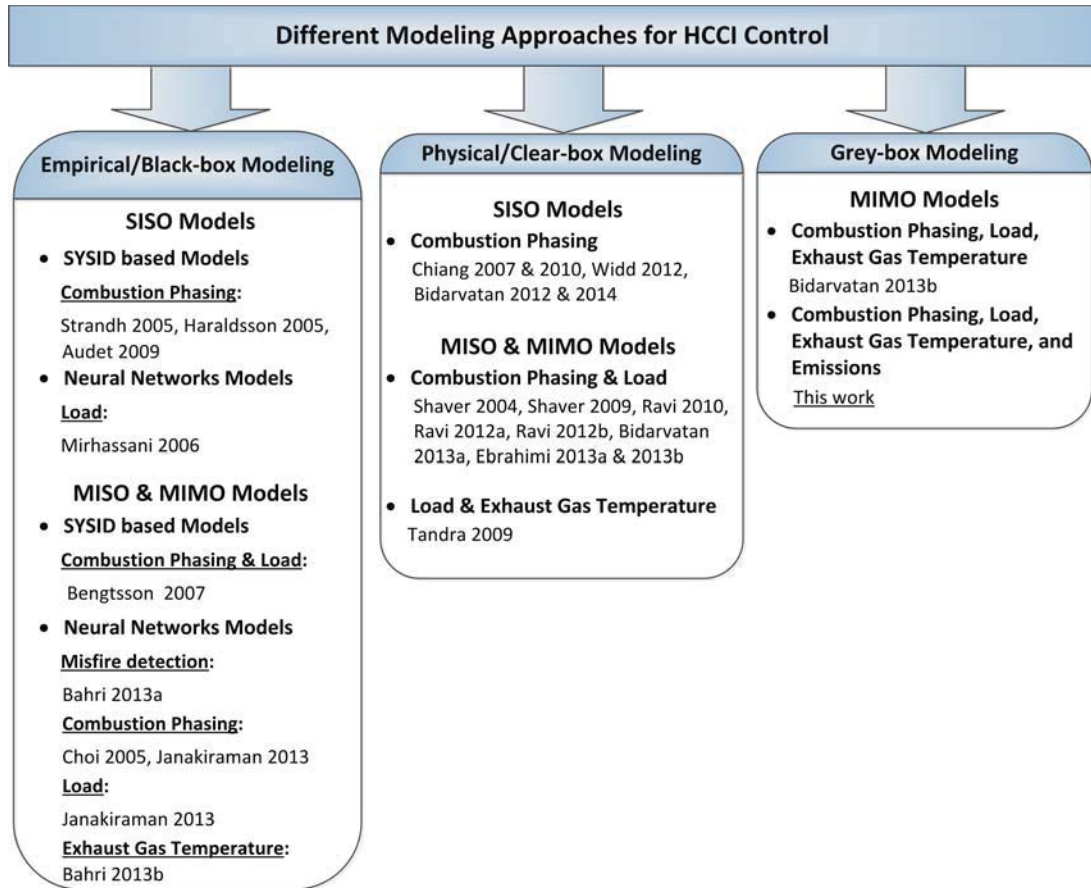 Different Modeling Approaches for HCCI Control
Empirical/Black-box Modeling
SISO Models
• SYSID based Models
Combustion Phasing:
Strandh 2005, Haraldsson 2005,
Audet 2009
• Neural Networks Models
Load:
Mirhassani 2006
MISO & MIMO Models
• SYSID based Models
Combustion Phasing & Load:
Bengtsson 2007
• Neural Networks Models
Misfire detection:
Bahri 2013a
Combustion Phasing:
Choi 2005, Janakiraman 2013
Load:
Janakiraman 2013
Exhaust Gas Temperature:
Bahri 2013b
Physical/Clear-box Modeling
SISO Models
• Combustion Phasing
Chiang 2007 & 2010, Widd 2012,
Bidarvatan 2012 & 2014
MISO & MIMO Models
• Combustion Phasing & Load
Shaver 2004, Shaver 2009, Ravi 2010,
Ravi 2012a, Ravi 2012b, Bidarvatan
2013a, Ebrahimi 2013a & 2013b
• Load & Exhaust Gas Temperature
Tandra 2009
Grey-box Modeling
MIMO Models
• Combustion Phasing, Load,
Exhaust Gas Temperature
Bidarvatan 2013b
• Combustion Phasing, Load,
Exhaust Gas Temperature, and
Emissions
This work